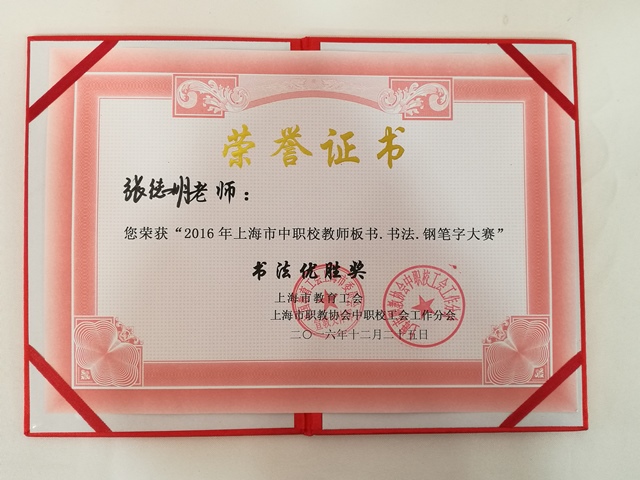 荣誉证书
张德明老师：
您荣获“2016年上海市中职校教师板书.书法.钢笔字大赛”
书法优胜奖
上海市教育工会
上海市职教协会中职校工会工作分会
二〇一六年十二月二十五日